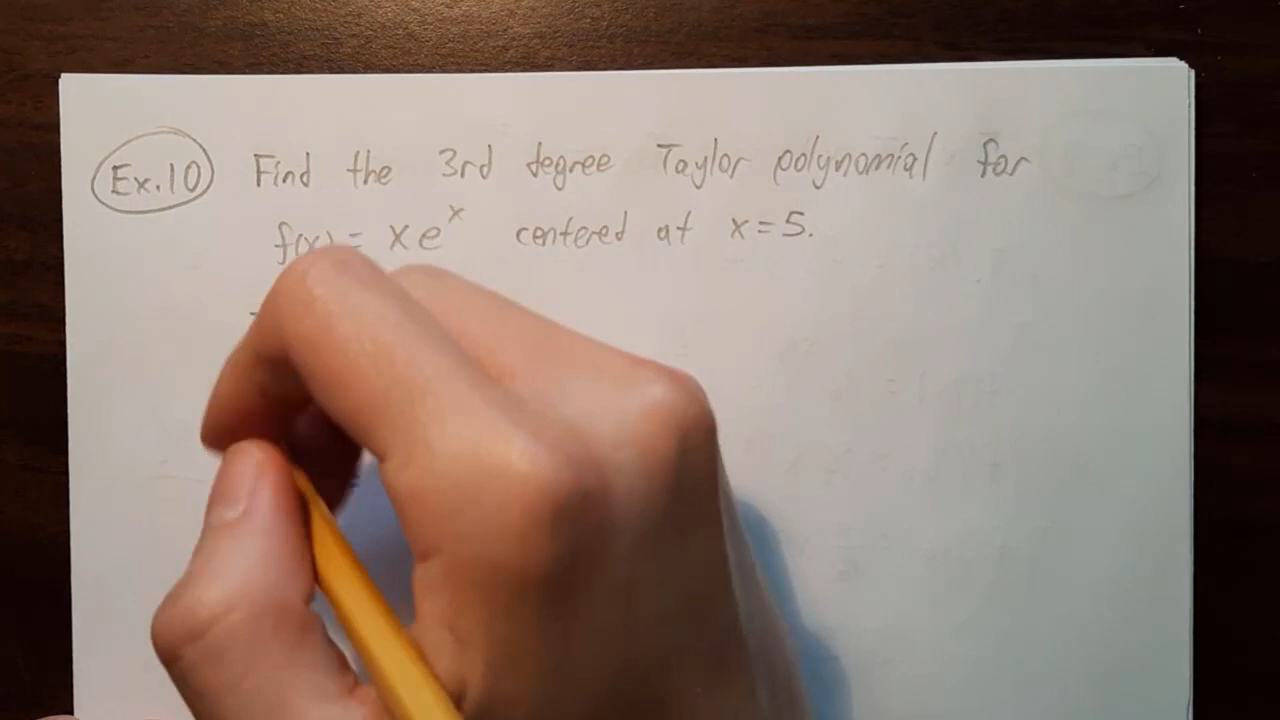 Ex.10 Find the 3rd degree Taylor polynomial for
f(x) = xe^x centered at x = 5.